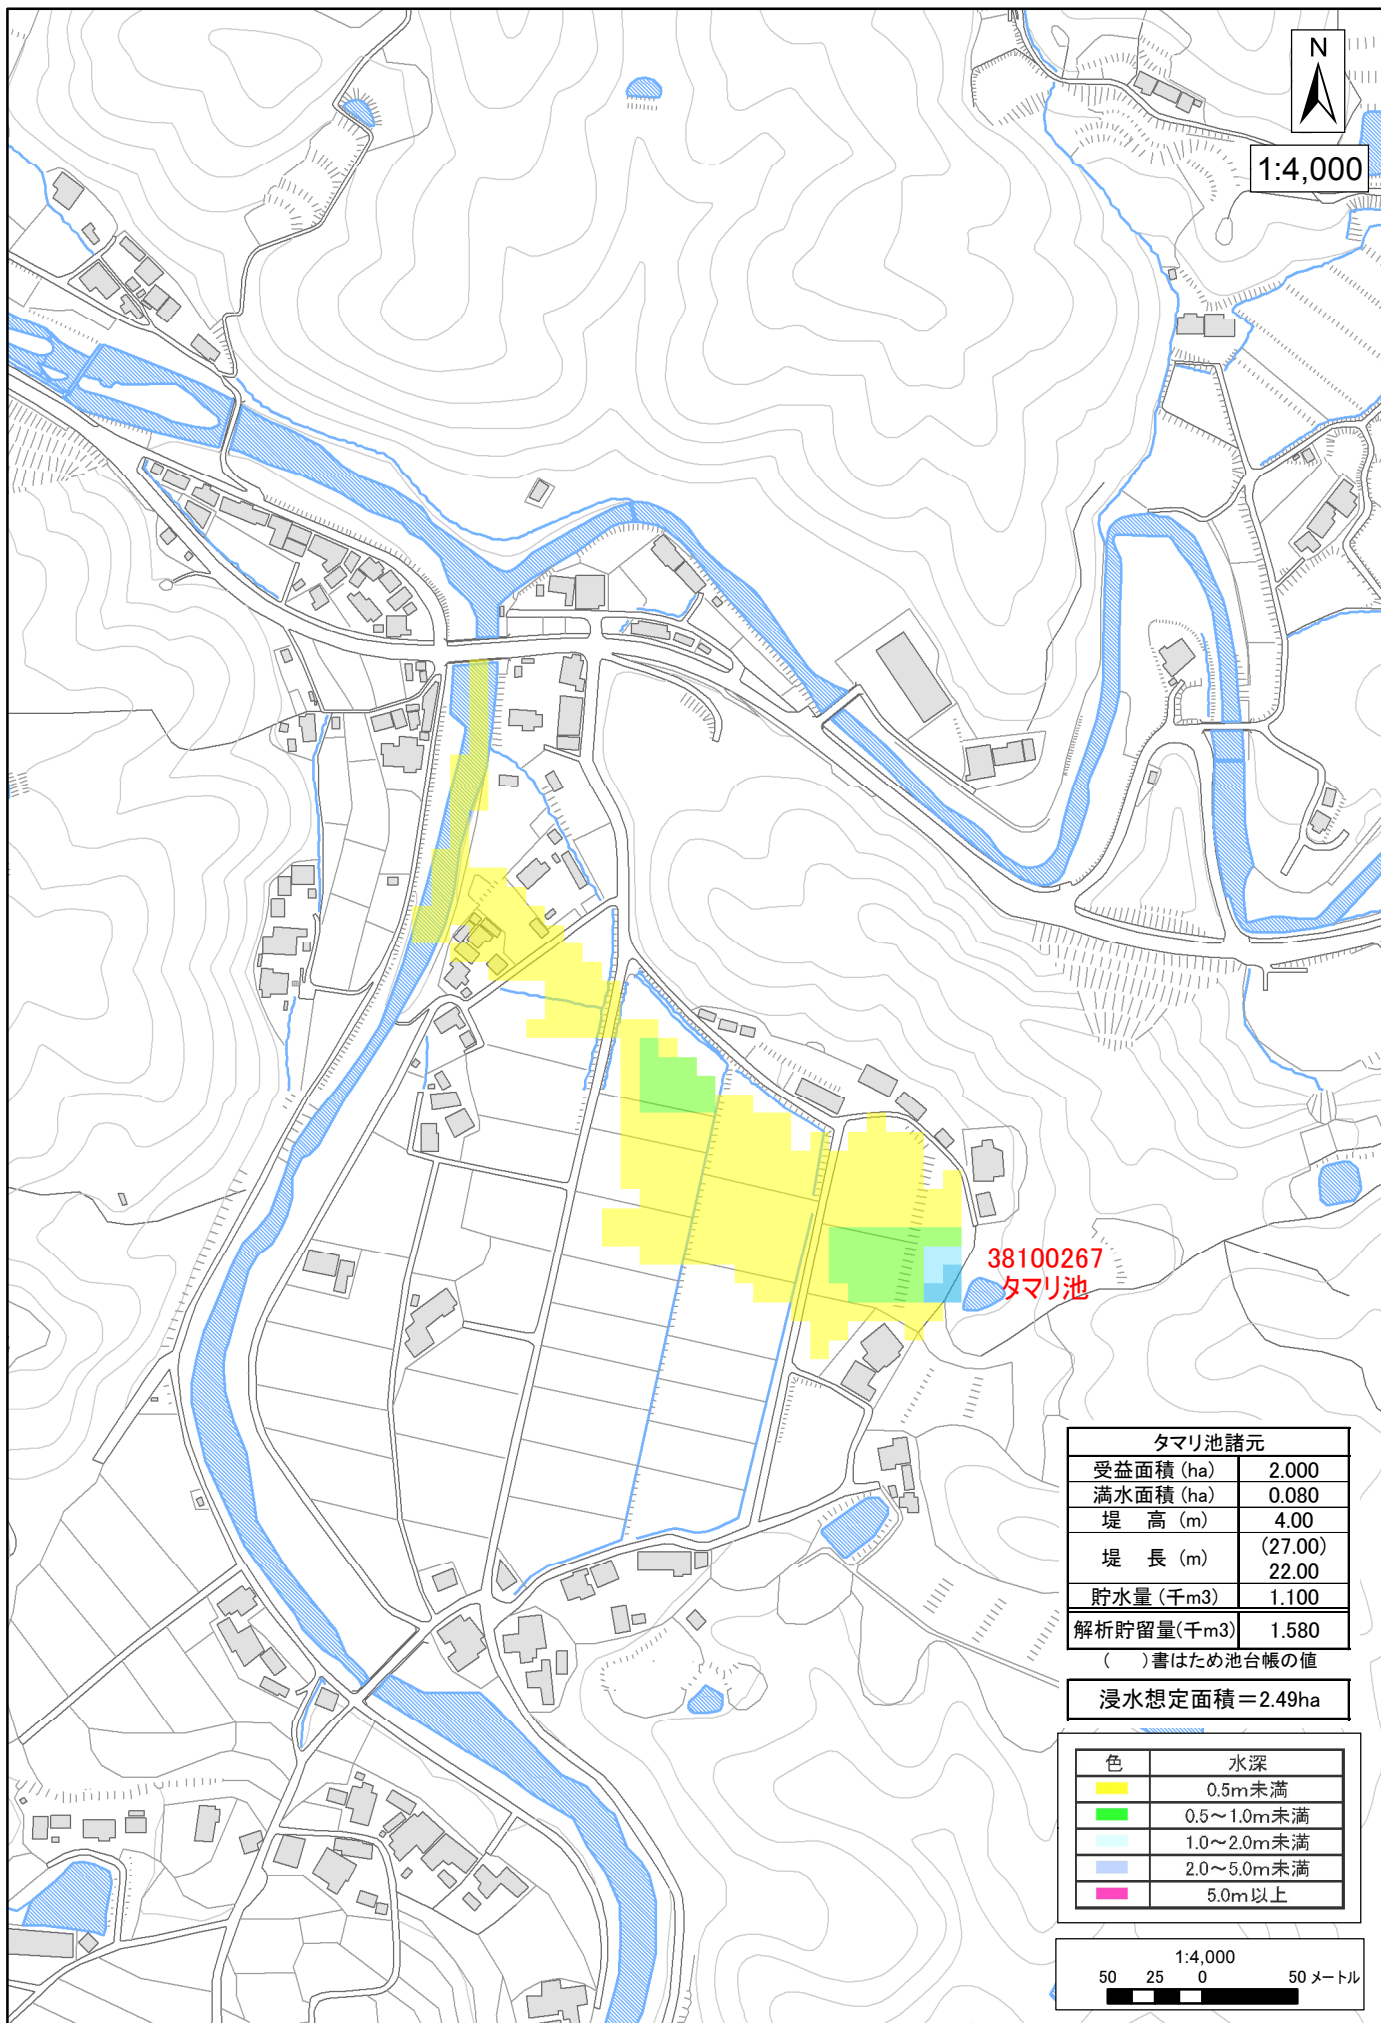 N
1:4,000
38100267
タマリ池
タマリ池諸元
受益面積 (ha) 2.000
満水面積 (ha) 0.080
堤 高 (m) 4.00
堤 長 (m) (27.00)
22.00
貯水量 (千m3) 1.100
解析貯留量(千m3) 1.580
( )書はため池台帳の値
浸水想定面積＝2.49ha
色 水深
0.5m未満
0.5～1.0m未満
1.0～2.0m未満
2.0～5.0m未満
5.0m以上
1:4,000
50 25 0 50 メートル